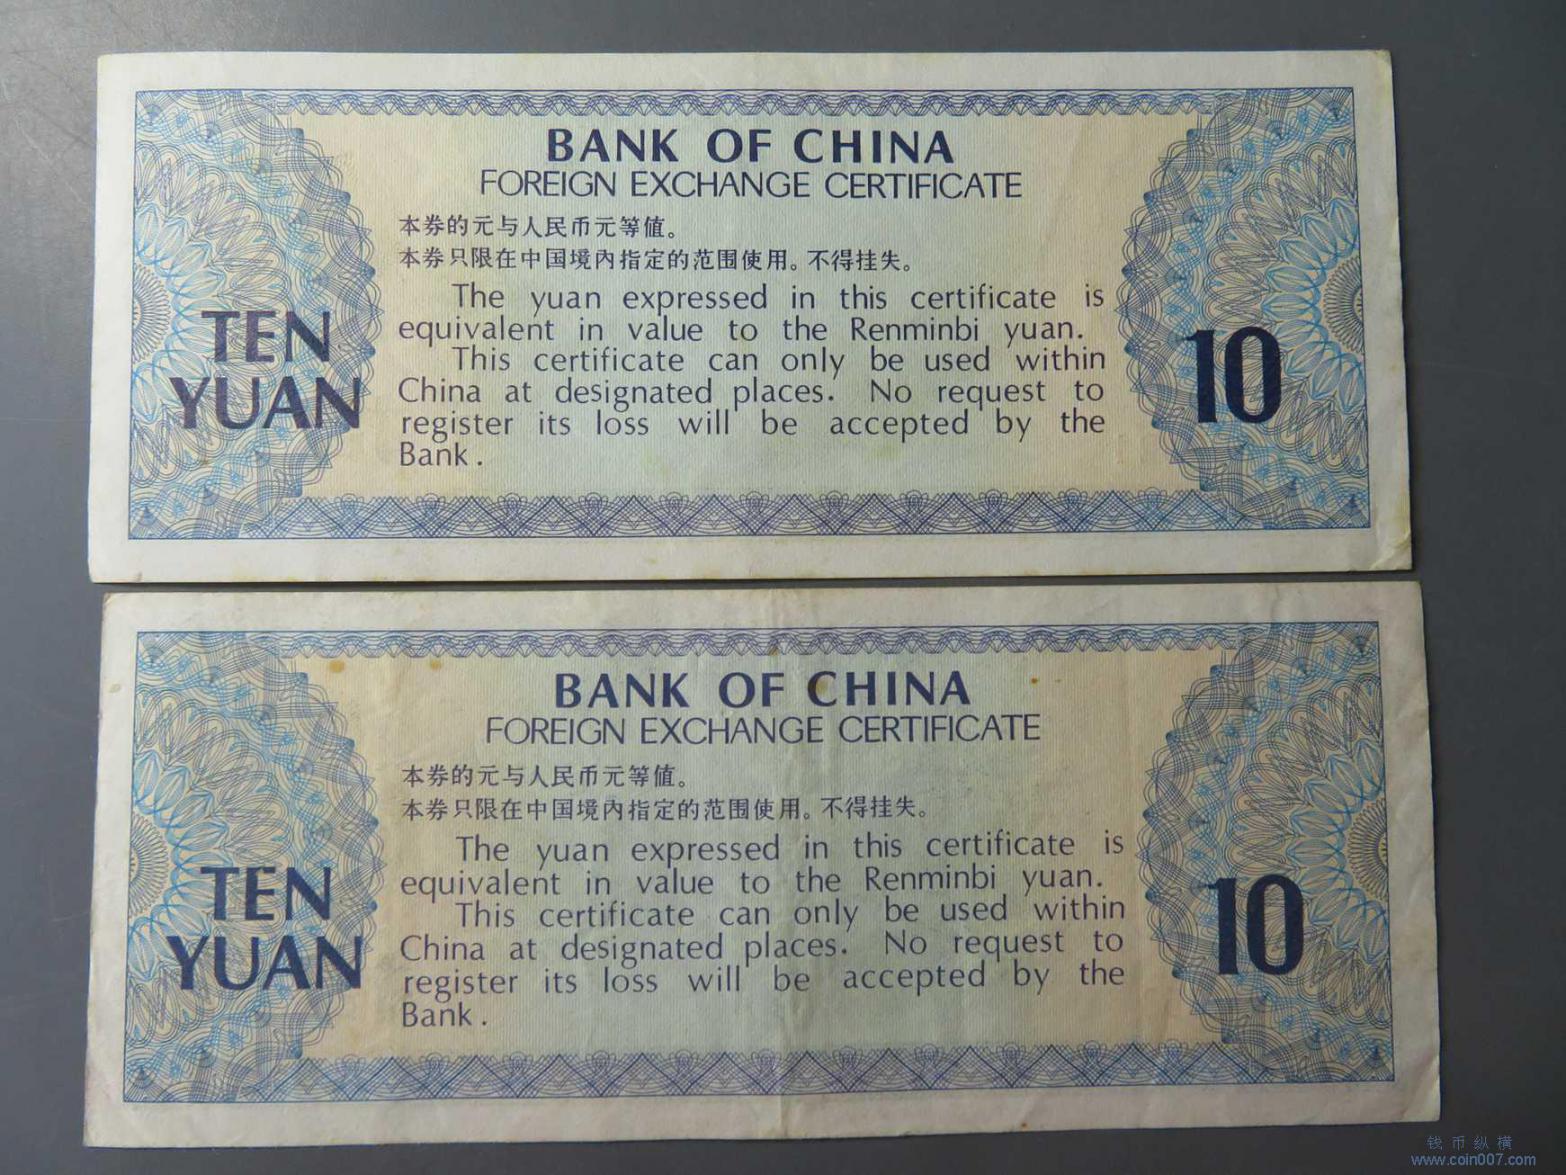 BANK OF CHINA
FOREIGN EXCHANGE CERTIFICATE
本券的元与人民币元等值。
本券只限在中国境内指定的范围使用。不得挂失。
The yuan expressed in this certificate is
equivalent in value to the Renminbi yuan.
This certificate can only be used within
China at designated places. No request to
register its loss will be accepted by the
Bank.
TEN
YUAN
10
BANK OF CHINA
FOREIGN EXCHANGE CERTIFICATE
本券的元与人民币元等值。
本券只限在中国境内指定的范围使用。不得挂失。
The yuan expressed in this certificate is
equivalent in value to the Renminbi yuan.
This certificate can only be used within
China at designated places. No request to
register its loss will be accepted by the
Bank.
TEN
YUAN
10
钱币纵横
www.coin007.com